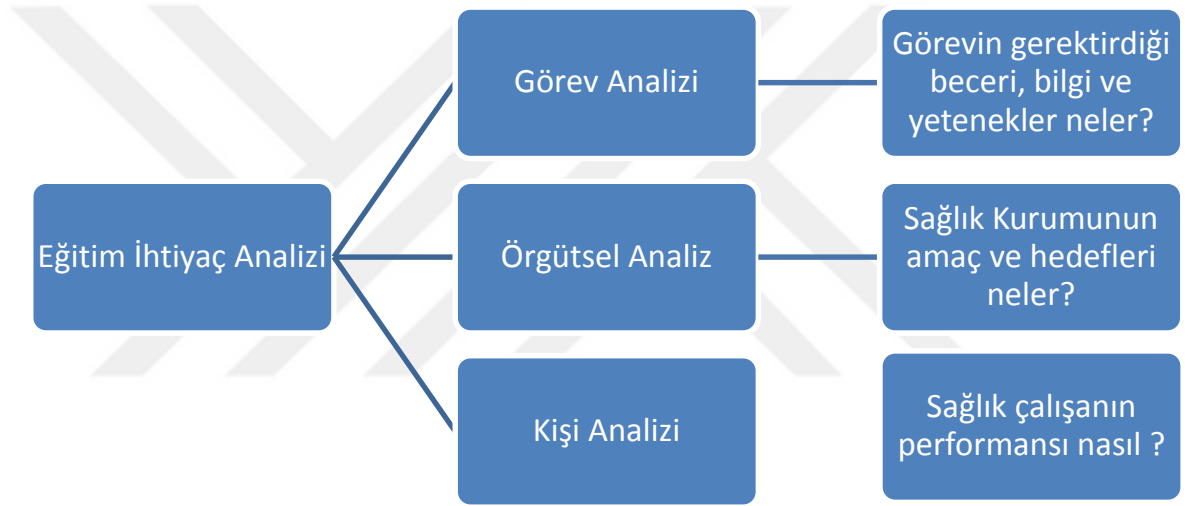 Eğitim İhtiyaç Analizi
Görev Analizi
Görevin gerektirdiği
beceri, bilgi ve
yetenekler neler?
Örgütsel Analiz
Sağlık Kurumunun
amaç ve hedefleri
neler?
Kişi Analizi
Sağlık çalışanın
performansı nasıl ?